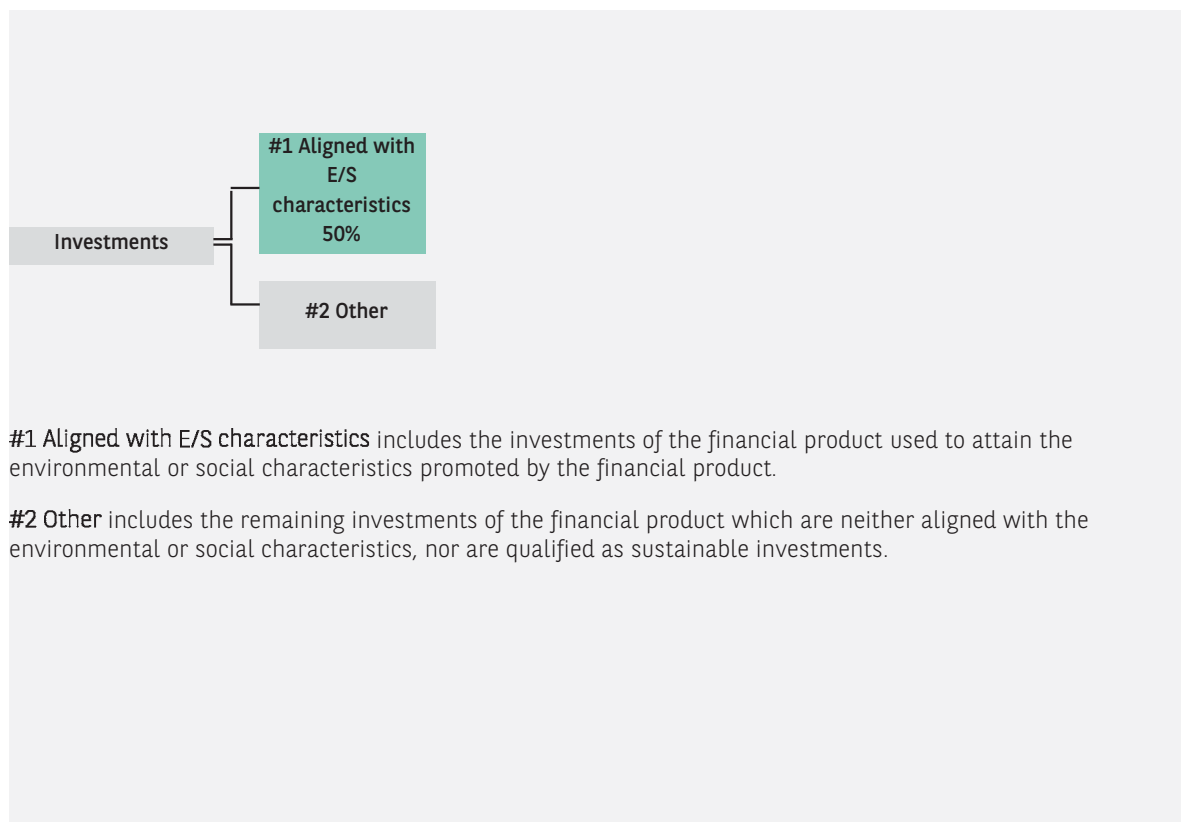 #1 Aligned with
E/S
characteristics
50%
Investments
#2 Other
#1 Aligned with E/S characteristics includes the investments of the financial product used to attain the
environmental or social characteristics promoted by the financial product.
#2 Other includes the remaining investments of the financial product which are neither aligned with the
environmental or social characteristics, nor are qualified as sustainable investments.